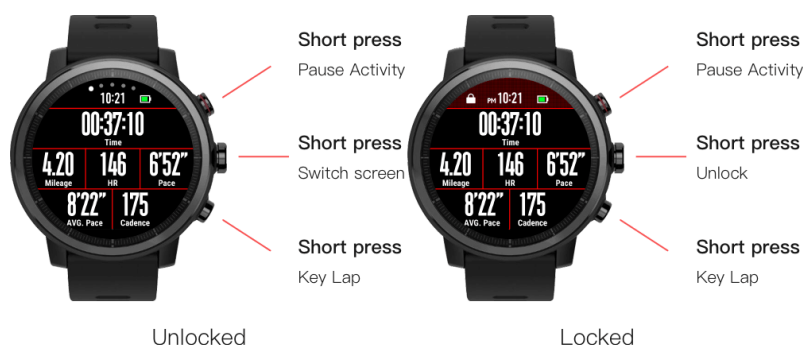 10:21
00:37:10
Time
4.20 146 6'52"
Mileage HR Pace
8'22" 175
AVG. Pace Cadence
Short press
Pause Activity
Short press
Switch screen
Short press
Key Lap
Unlocked
PM 10:21
00:37:10
Time
4.20 146 6'52"
Mileage HR Pace
8'22" 175
AVG. Pace Cadence
Short press
Pause Activity
Short press
Unlock
Short press
Key Lap
Locked